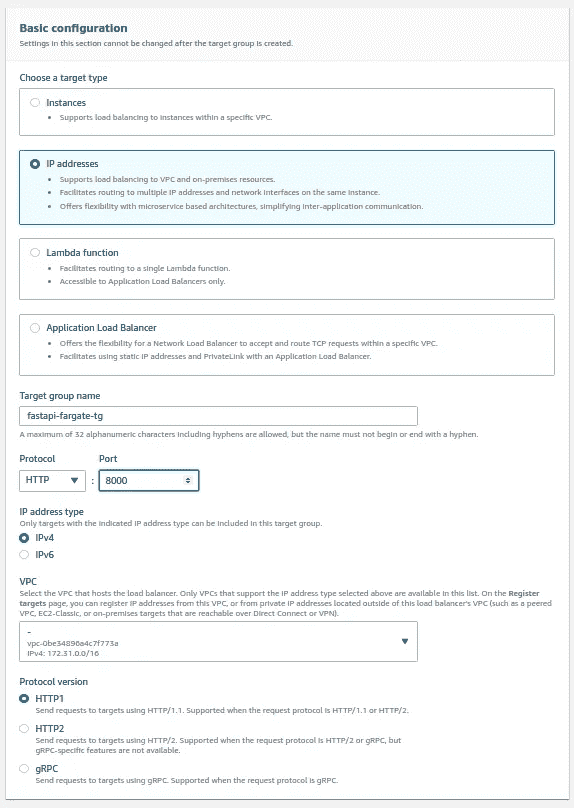 Basic configuration
Settings in this section cannot be changed after the target group is created.
Choose a target type
Instances
Supports load balancing to instances within a specific VPC.
IP addresses
Supports load balancing to VPC and on-premises resources.
Facilitates routing to multiple IP addresses and network interfaces on the same instance.
Offers flexibility with microservice based architectures, simplifying inter-application communication.
Lambda function
Facilitates routing to a single Lambda function.
Accessible to Application Load Balancers only.
Application Load Balancer
Offers the flexibility for a Network Load Balancer to accept and route TCP requests within a specific VPC.
Facilitates using static IP addresses and PrivateLink with an Application Load Balancer.
Target group name
fastapi-fargate-tg
A maximum of 32 alphanumeric characters including hyphens are allowed, but the name must not begin or end with a hyphen.
Protocol Port
HTTP : 8000
IP address type
Only targets with the indicated IP address type can be included in this target group.
IPv4
IPv6
VPC
Select the VPC that hosts the load balancer. Only VPCs that support the IP address type selected above are available in this list. On the Register
targets page, you can register IP addresses from this VPC, or from private IP addresses located outside of this load balancer's VPC (such as a peered
VPC, EC2-Classic, or on-premises targets that are reachable over Direct Connect or VPN).
-
vpc-0be34896a4c7f773a
IPv4: 172.31.0.0/16
Protocol version
HTTP1
Send requests to targets using HTTP/1.1. Supported when the request protocol is HTTP/1.1 or HTTP/2.
HTTP2
Send requests to targets using HTTP/2. Supported when the request protocol is HTTP/2 or gRPC, but
gRPC-specific features are not available.
gRPC
Send requests to targets using gRPC. Supported when the request protocol is gRPC.